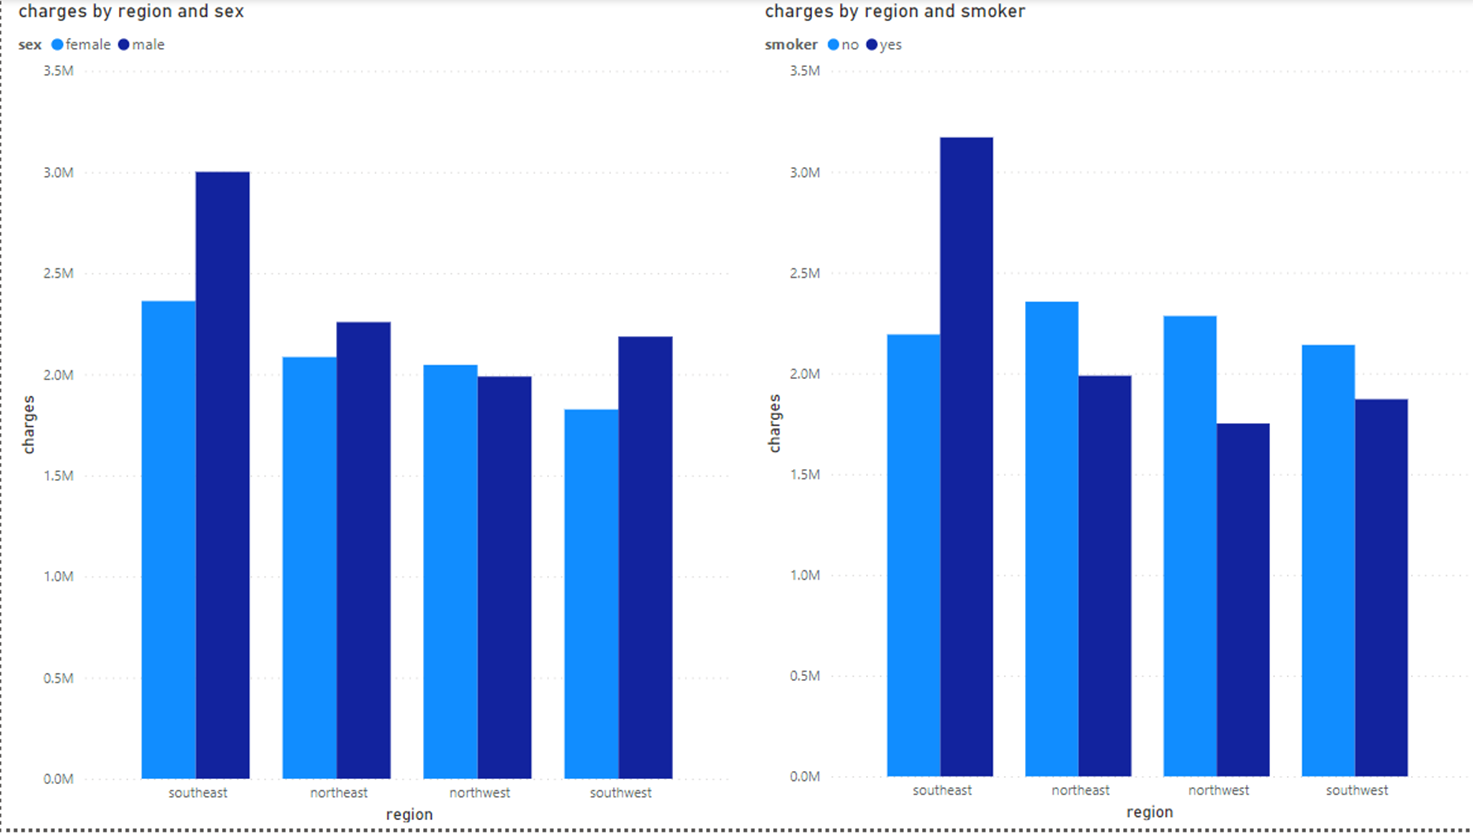 charges by region and sex
sex female male
3.5M
3.0M
2.5M
2.0M
1.5M
1.0M
0.5M
0.0M
charges
southeast northeast northwest southwest
region
charges by region and smoker
smoker no yes
3.5M
3.0M
2.5M
2.0M
1.5M
1.0M
0.5M
0.0M
charges
southeast northeast northwest southwest
region